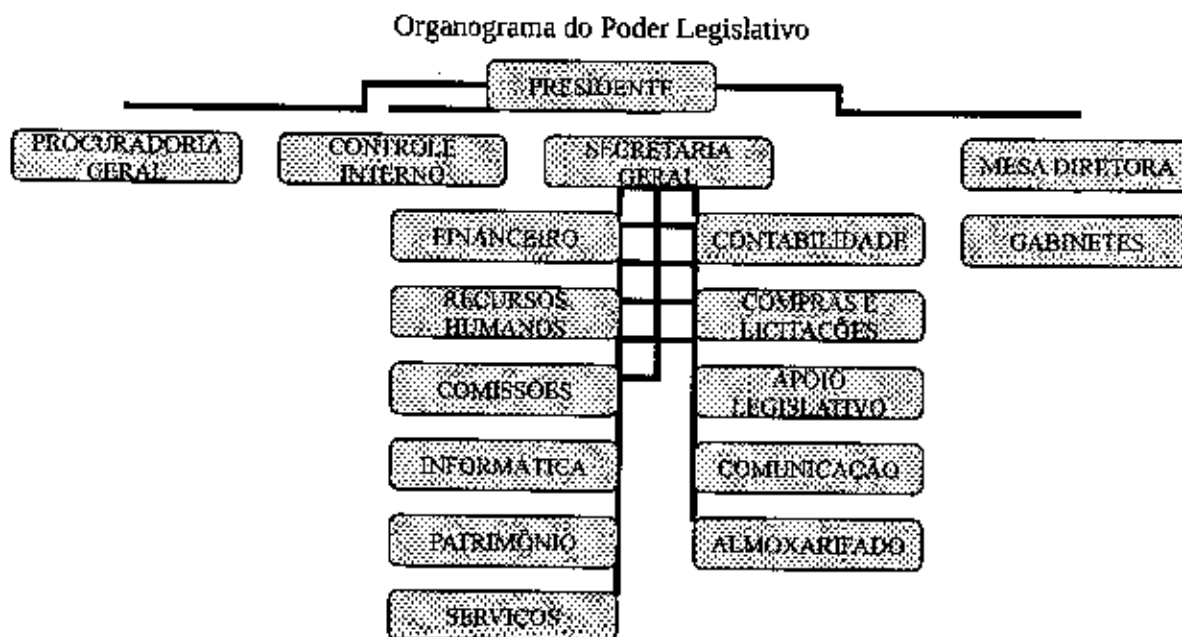 Organograma do Poder Legislativo
PRESIDENTE
PROCURADORIA
GERAL
CONTROLE
INTERNO
SECRETARIA
GERAL
MESA DIRETORA
FINANCEIRO
CONTABILIDADE
GABINETES
RECURSOS
HUMANOS
COMPRAS E
LICITAÇÕES
COMISSÕES
APOIO
LEGISLATIVO
INFORMÁTICA
COMUNICAÇÃO
PATRIMÔNIO
ALMOXARIFADO
SERVIÇOS